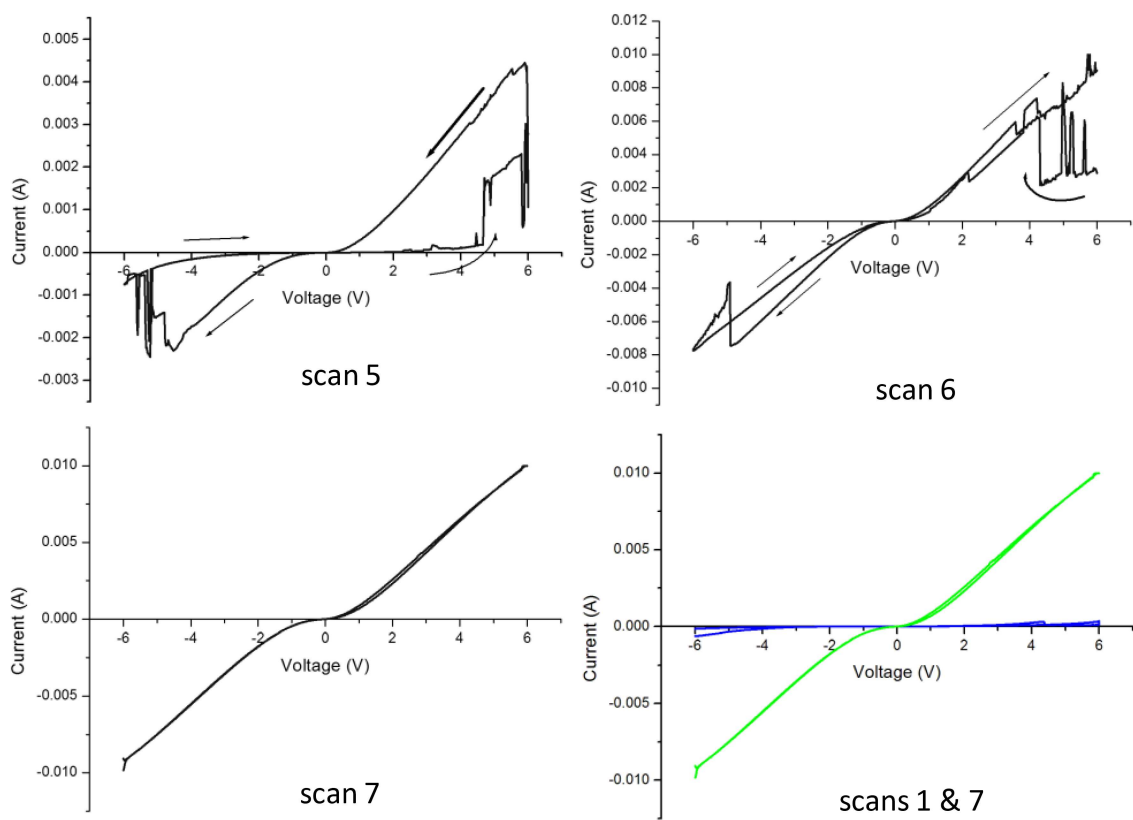 0.005
0.004
0.003
0.002
0.001
0.000
-0.001
-0.002
-0.003
Current (A)
-6 -4 -2 0 2 4 6
Voltage (V)
scan 5
0.012
0.010
0.008
0.006
0.004
0.002
0.000
-0.002
-0.004
-0.006
-0.008
-0.010
Current (A)
-6 -4 -2 0 2 4 6
Voltage (V)
scan 6
0.010
0.005
0.000
-0.005
-0.010
Current (A)
-6 -4 -2 0 2 4 6
Voltage (V)
scan 7
0.010
0.005
0.000
-0.005
-0.010
Current (A)
-6 -4 -2 0 2 4 6
Voltage (V)
scans 1 & 7